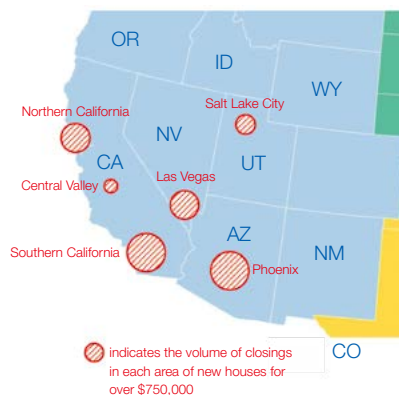 OR
ID
WY
Northern California
Salt Lake City
NV
CA
UT
Central Valley
Las Vegas
AZ
Southern California
NM
Phoenix
CO
indicates the volume of closings
in each area of new houses for
over $750,000